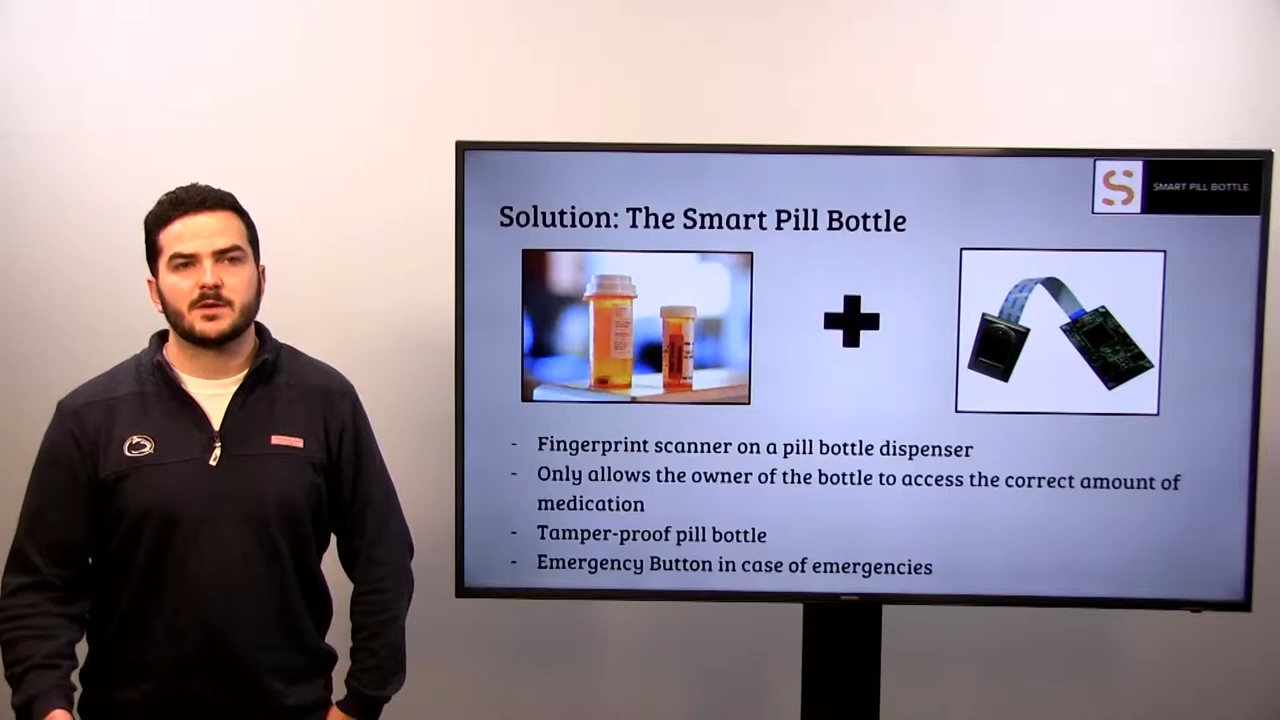 SMART PILL BOTTLE
Solution: The Smart Pill Bottle
- Fingerprint scanner on a pill bottle dispenser
- Only allows the owner of the bottle to access the correct amount of
medication
- Tamper-proof pill bottle
- Emergency Button in case of emergencies